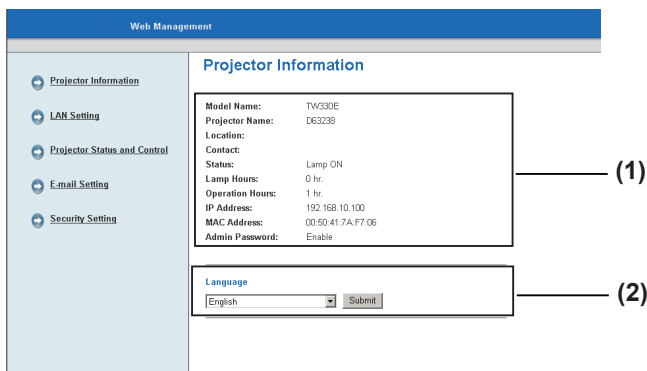 Web Management
Projector Information
Projector Information
LAN Setting
Projector Status and Control
E-mail Setting
Security Setting
Model Name: TW330E
Projector Name: D63238
Location:
Contact:
Status: Lamp ON
Lamp Hours: 0 hr.
Operation Hours: 1 hr.
IP Address: 192.168.10.100
MAC Address: 00:50:41:7A:F7:06
Admin Password: Enable
(1)
Language
English Submit
(2)